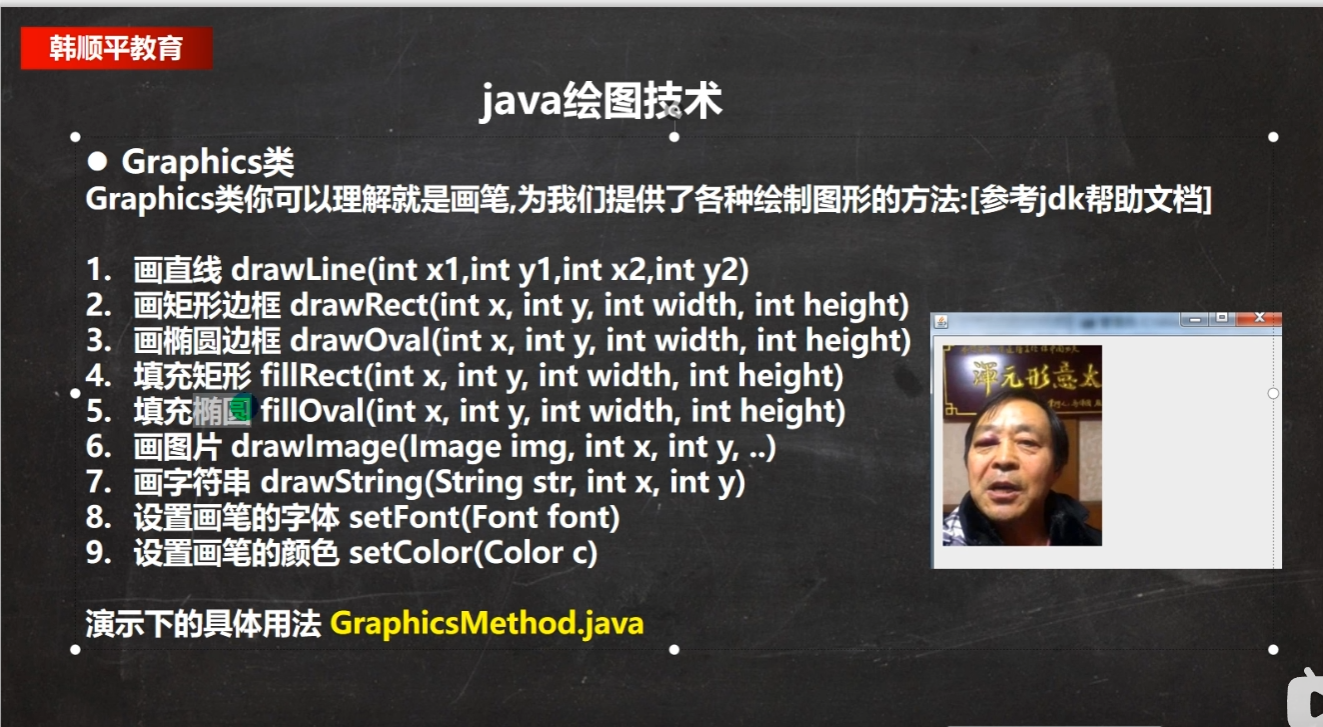 韩顺平教育
java绘图技术
● Graphics类
Graphics类你可以理解就是画笔,为我们提供了各种绘制图形的方法:[参考jdk帮助文档]
1. 画直线 drawLine(int x1,int y1,int x2,int y2)
2. 画矩形边框 drawRect(int x, int y, int width, int height)
3. 画椭圆边框 drawOval(int x, int y, int width, int height)
4. 填充矩形 fillRect(int x, int y, int width, int height)
5. 填充椭圆 fillOval(int x, int y, int width, int height)
6. 画图片 drawImage(Image img, int x, int y, ..)
7. 画字符串 drawString(String str, int x, int y)
8. 设置画笔的字体 setFont(Font font)
9. 设置画笔的颜色 setColor(Color c)
演示下的具体用法 GraphicsMethod.java
渾元形意太